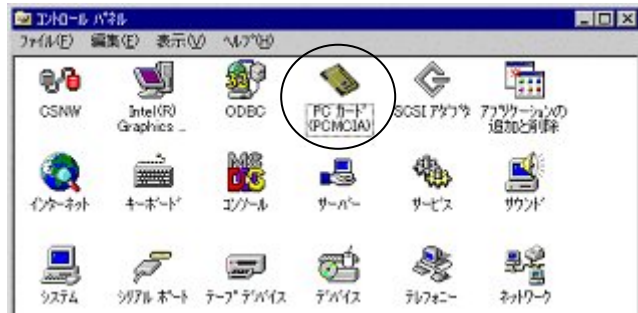 コントロール パネル
ファイル(F) 編集(E) 表示(V) ヘルプ(H)
CSNW Intel(R) Graphics ... ODBC PC カード (PCMCIA) SCSI アダプタ アプリケーションの追加と削除
インターネット キーボード コンソール サーバー サービス サウンド
システム シリアル ポート テープ デバイス デバイス テレフォニー ネットワーク